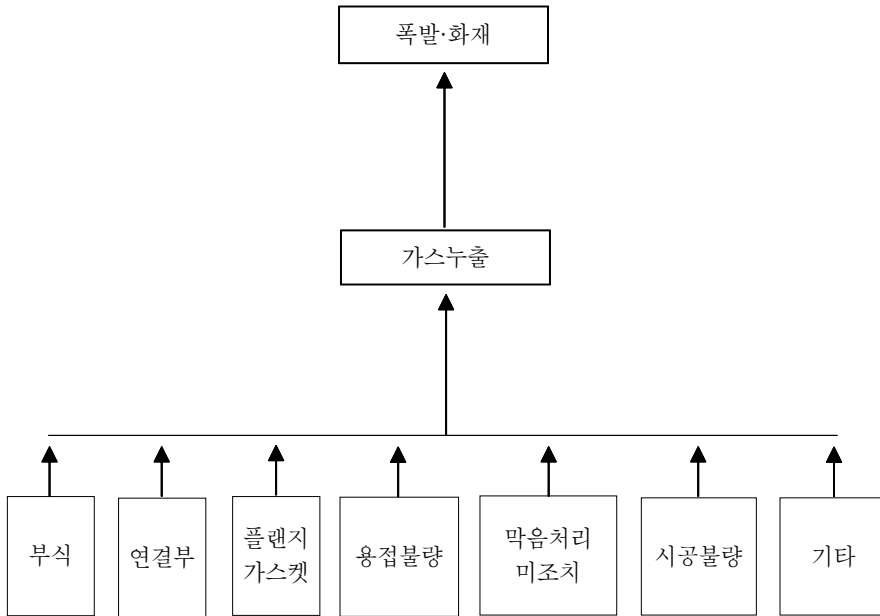 폭발·화재
가스누출
부식
연결부
플랜지
가스켓
용접불량
막음처리
미조치
시공불량
기타